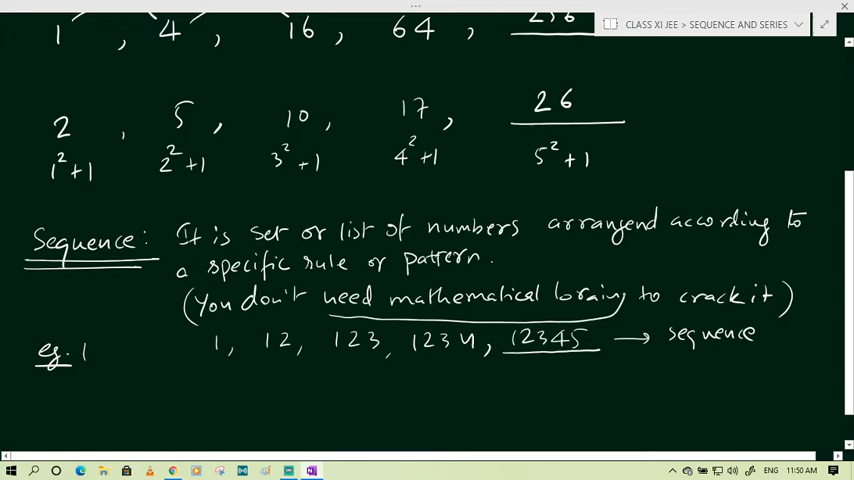 CLASS XI JEE > SEQUENCE AND SERIES
1 , 4 , 16 , 64 , 256
2 , 5 , 10 , 17 , 26
1²+1 2²+1 3²+1 4²+1 5²+1
Sequence: It is set or list of numbers arrangend according to
a specific rule or pattern.
(You don't need mathematical to crack it)
eg. 1 1, 12, 123, 1234, 12345 → sequence
ENG 11:50 AM